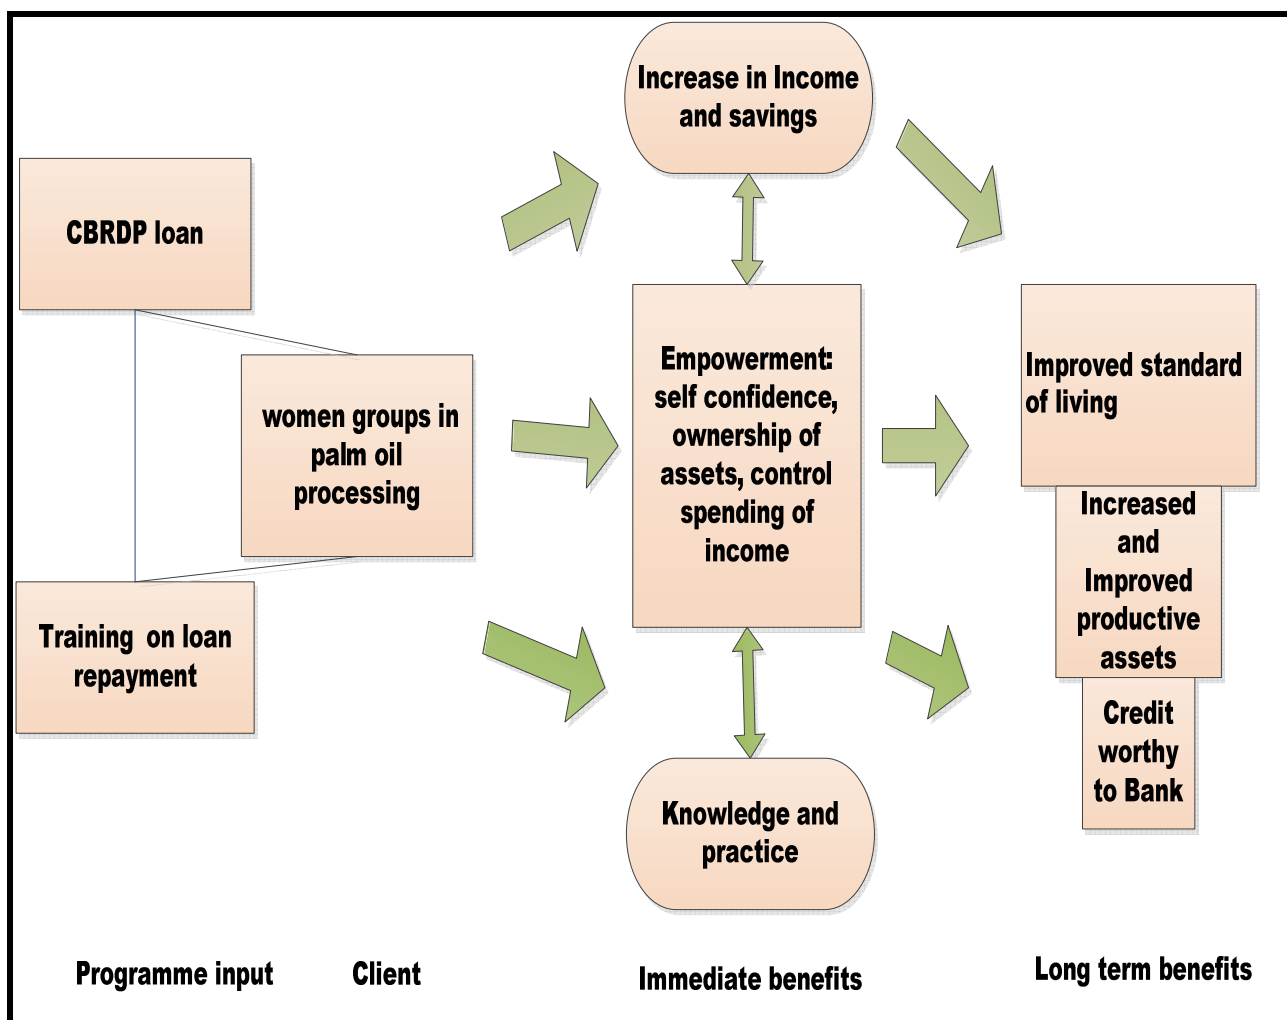 Increase in Income
and savings
CBRDP loan
women groups in
palm oil
processing
Training on loan
repayment
Empowerment:
self confidence,
ownership of
assets, control
spending of
income
Knowledge and
practice
Improved standard
of living
Increased
and
Improved
productive
assets
Credit
worthy
to Bank
Programme input
Client
Immediate benefits
Long term benefits